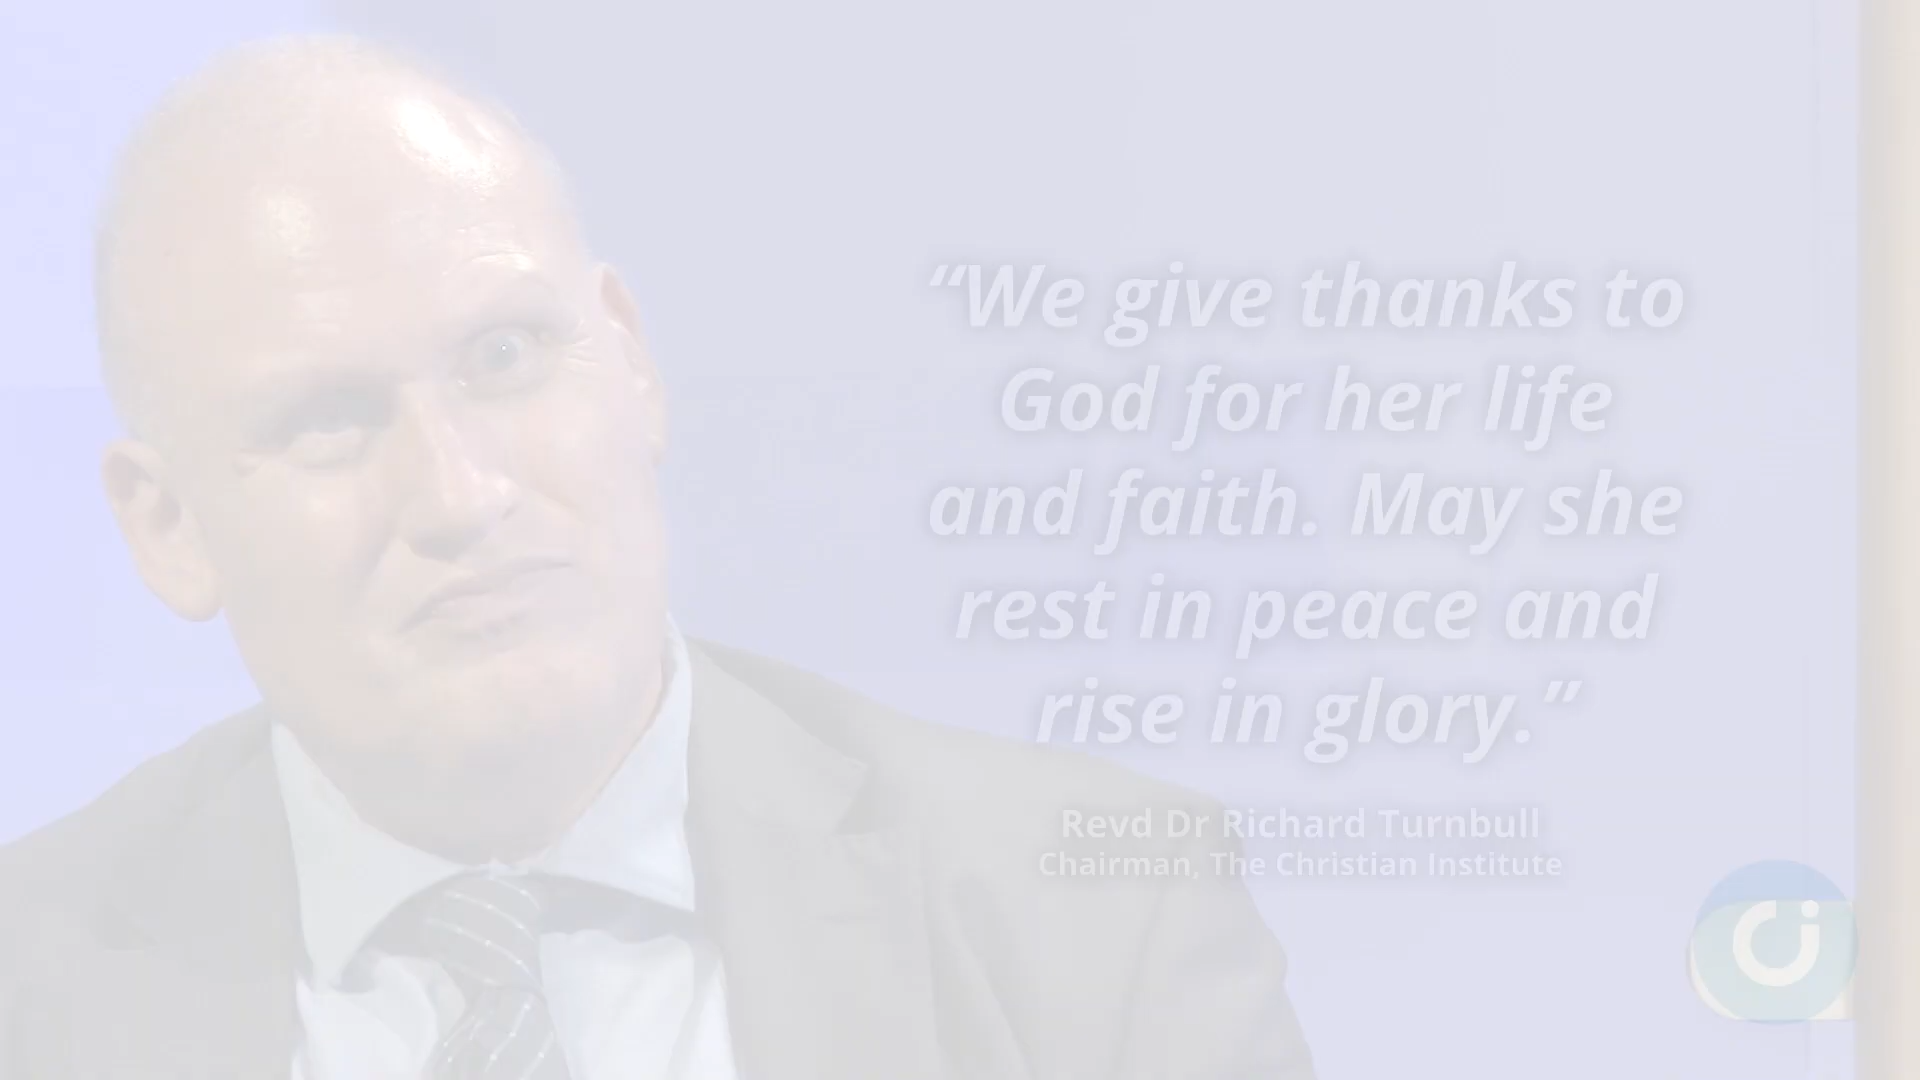 “We give thanks to
God for her life
and faith. May she
rest in peace and
rise in glory.”
Revd Dr Richard Turnbull
Chairman, The Christian Institute